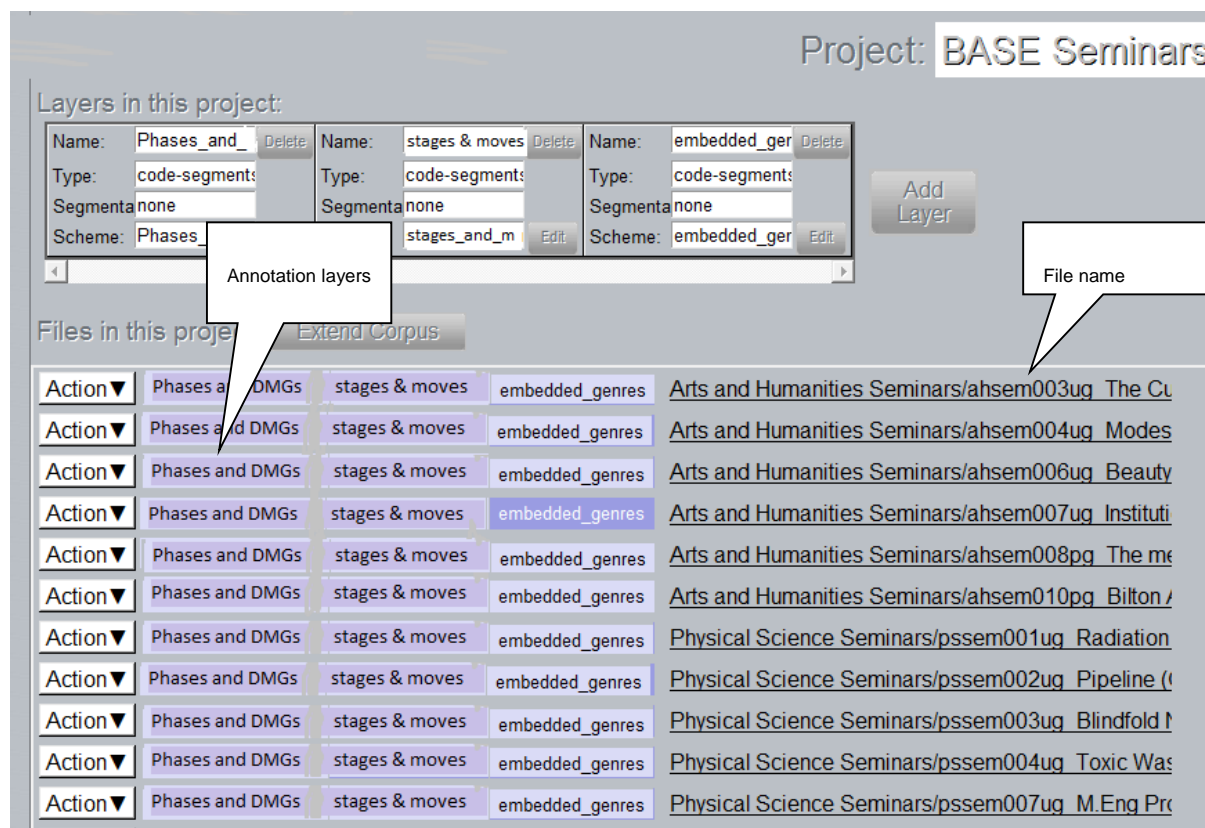 Project: BASE Seminars
Layers in this project:
Name: Phases_and_ Delete Name: stages & moves Delete Name: embedded_ger Delete
Type: code-segments Type: code-segments Type: code-segments
Segmenta none Segmenta none Segmenta none
Scheme: Phases_ stages_and_m Edit Scheme: embedded_ger Edit
Add
Layer
Annotation layers
File name
Files in this proje Extend Corpus
Action▼ Phases and DMGs stages & moves embedded_genres Arts and Humanities Seminars/ahsem003ug The Cu
Action▼ Phases and DMGs stages & moves embedded_genres Arts and Humanities Seminars/ahsem004ug Modes
Action▼ Phases and DMGs stages & moves embedded_genres Arts and Humanities Seminars/ahsem006ug Beauty
Action▼ Phases and DMGs stages & moves embedded_genres Arts and Humanities Seminars/ahsem007ug Instituti
Action▼ Phases and DMGs stages & moves embedded_genres Arts and Humanities Seminars/ahsem008pg The me
Action▼ Phases and DMGs stages & moves embedded_genres Arts and Humanities Seminars/ahsem010pg Bilton A
Action▼ Phases and DMGs stages & moves embedded_genres Physical Science Seminars/pssem001ug Radiation
Action▼ Phases and DMGs stages & moves embedded_genres Physical Science Seminars/pssem002ug Pipeline (
Action▼ Phases and DMGs stages & moves embedded_genres Physical Science Seminars/pssem003ug Blindfold
Action▼ Phases and DMGs stages & moves embedded_genres Physical Science Seminars/pssem004ug Toxic Was
Action▼ Phases and DMGs stages & moves embedded_genres Physical Science Seminars/pssem007ug M.Eng Pro